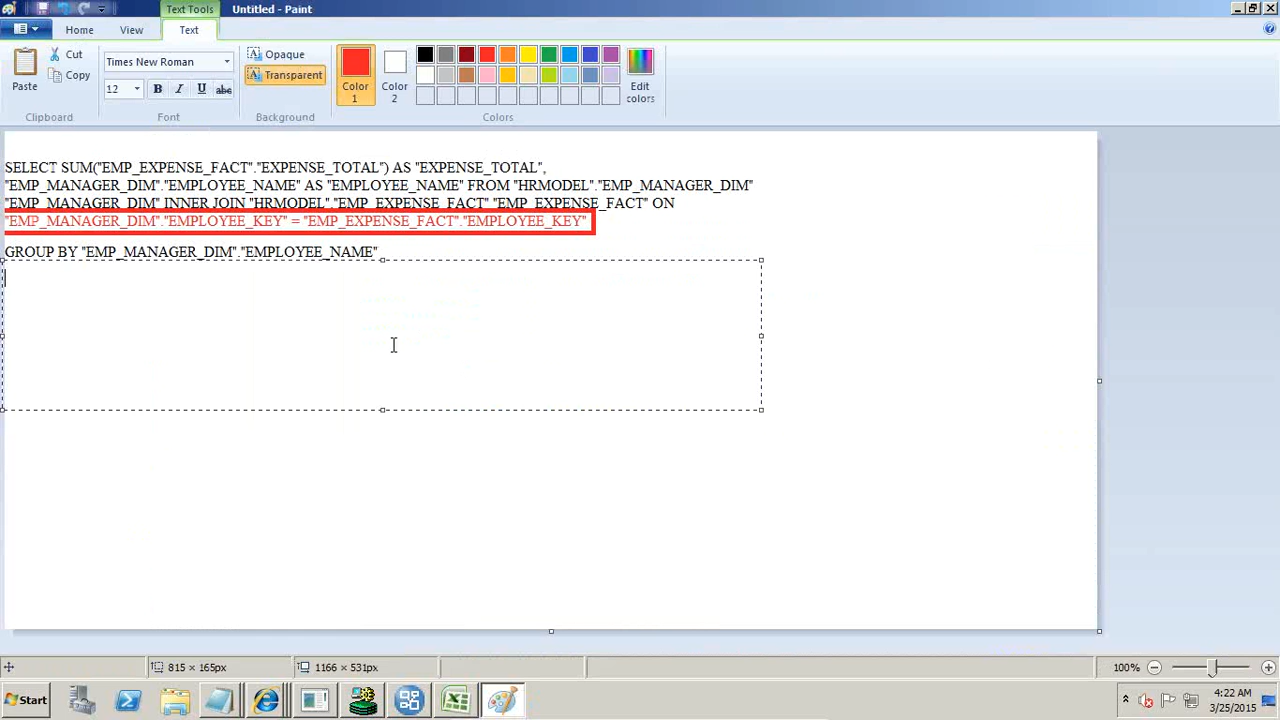 Text Tools
Untitled - Paint
Home
View
Text
Paste
Cut
Copy
Times New Roman
12
B
I
U
abc
Opaque
Transparent
Color 1
Color 2
Edit colors
Clipboard
Font
Background
Colors
SELECT SUM("EMP_EXPENSE_FACT"."EXPENSE_TOTAL") AS "EXPENSE_TOTAL",
"EMP_MANAGER_DIM"."EMPLOYEE_NAME" AS "EMPLOYEE_NAME" FROM "HRMODEL"."EMP_MANAGER_DIM"
"EMP_MANAGER_DIM" INNER JOIN "HRMODEL"."EMP_EXPENSE_FACT" "EMP_EXPENSE_FACT" ON
"EMP_MANAGER_DIM"."EMPLOYEE_KEY" = "EMP_EXPENSE_FACT"."EMPLOYEE_KEY"
GROUP BY "EMP_MANAGER_DIM"."EMPLOYEE_NAME"
815 × 165px
1166 × 531px
100%
Start
4:22 AM
3/25/2015